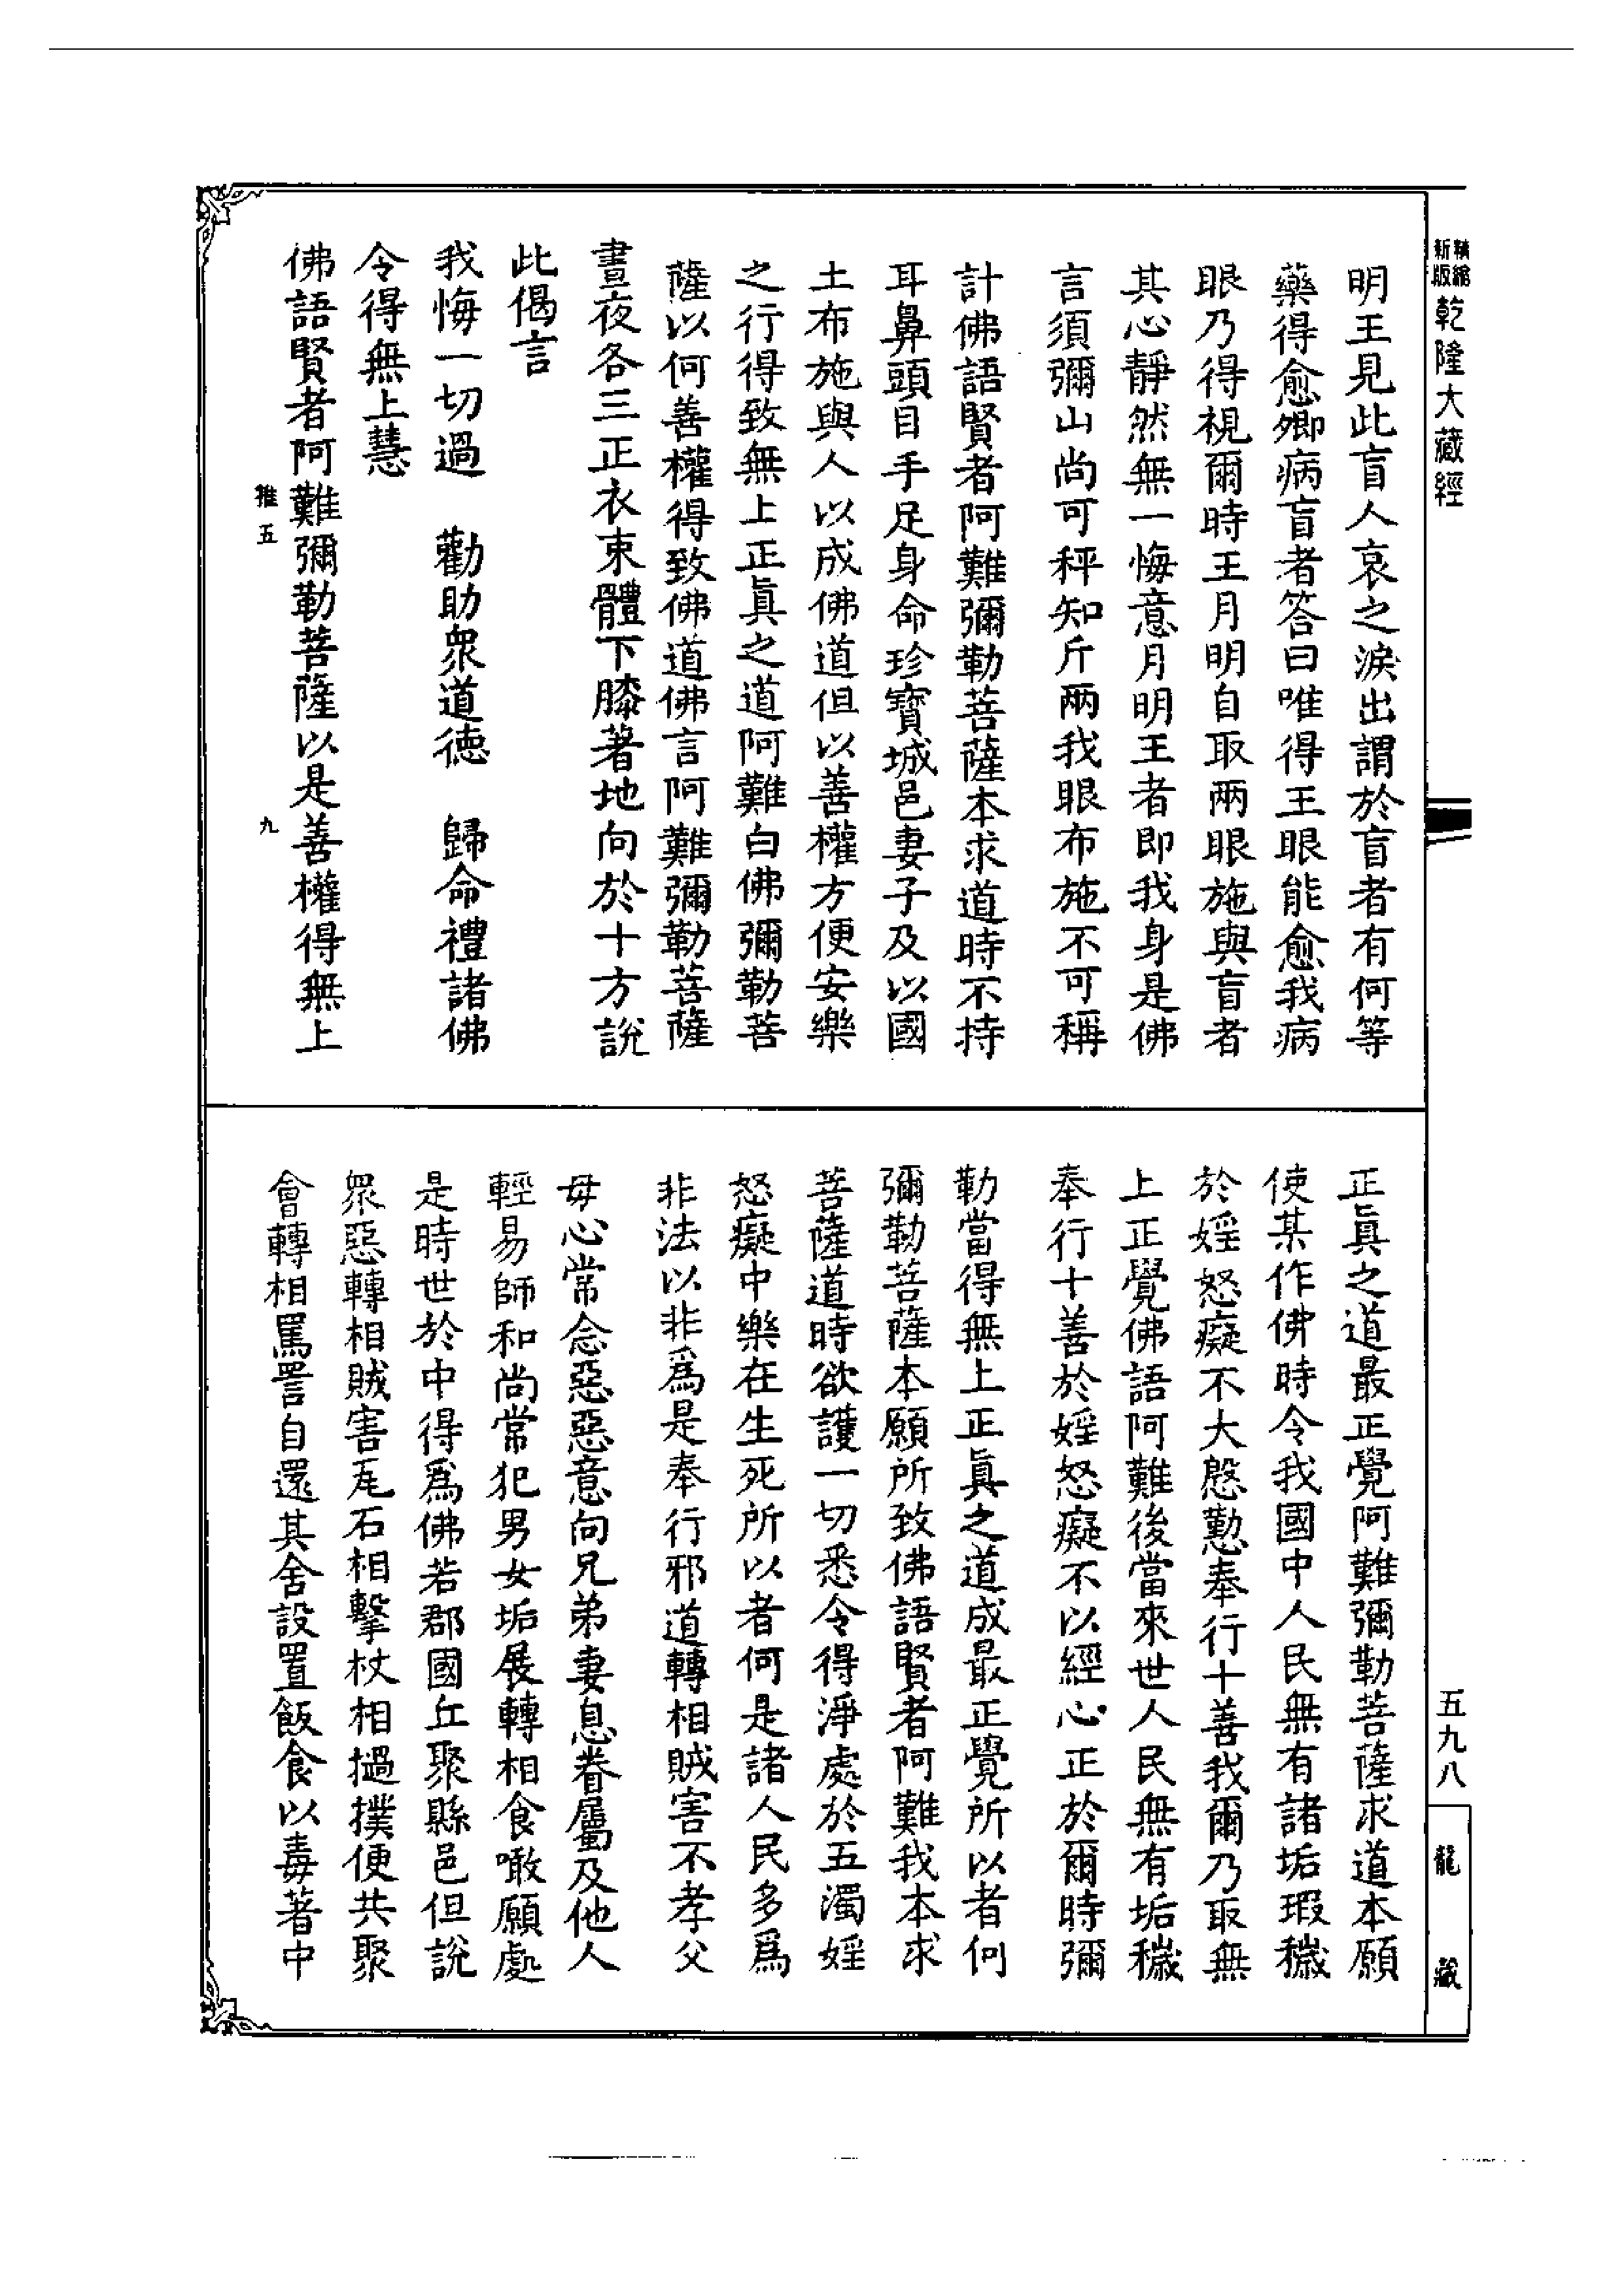 精縮新版乾隆大藏經
明王見此盲人哀之淚出謂於盲者有何等
藥得愈卿病盲者答曰唯得王眼能愈我病
眼乃得視爾時王月明自取兩眼施與盲者
其心靜然無一悔意月明王者即我身是佛
言須彌山尚可秤知斤兩我眼布施不可稱
計佛語賢者阿難彌勒菩薩本求道時不持
耳鼻頭目手足身命珍寶城邑妻子及以國
土布施與人以成佛道但以善權方便安樂
之行得致無上正眞之道阿難白佛彌勒菩
薩以何善權得致佛道佛言阿難彌勒菩薩
晝夜各三正衣束體下膝著地向於十方說
此偈言
我悔一切過　勸助衆道德　歸命禮諸佛
令得無上慧
佛語賢者阿難彌勒菩薩以是善權得無上
雅五　九
正眞之道最正覺阿難彌勒菩薩求道本願
使某作佛時令我國中人民無有諸垢瑕穢
於婬怒癡不大慇懃奉行十善我爾乃取無
上正覺佛語阿難後當來世人民無有垢穢
奉行十善於婬怒癡不以經心正於爾時彌
勒當得無上正眞之道成最正覺所以者何
彌勒菩薩本願所致佛語賢者阿難我本求
菩薩道時欲護一切悉令得淨處於五濁婬
怒癡中樂在生死所以者何是諸人民多爲
非法以非爲是奉行邪道轉相賊害不孝父
母心常念惡惡意向兄弟妻息眷屬及他人
輕易師和尚常犯男女垢展轉相食噉願處
是時世於中得爲佛若郡國丘聚縣邑但說
衆惡轉相賊害瓦石相擊杖相撾撲便共聚
會轉相罵詈自還其舍設置飯食以毒著中
五九八
龍藏